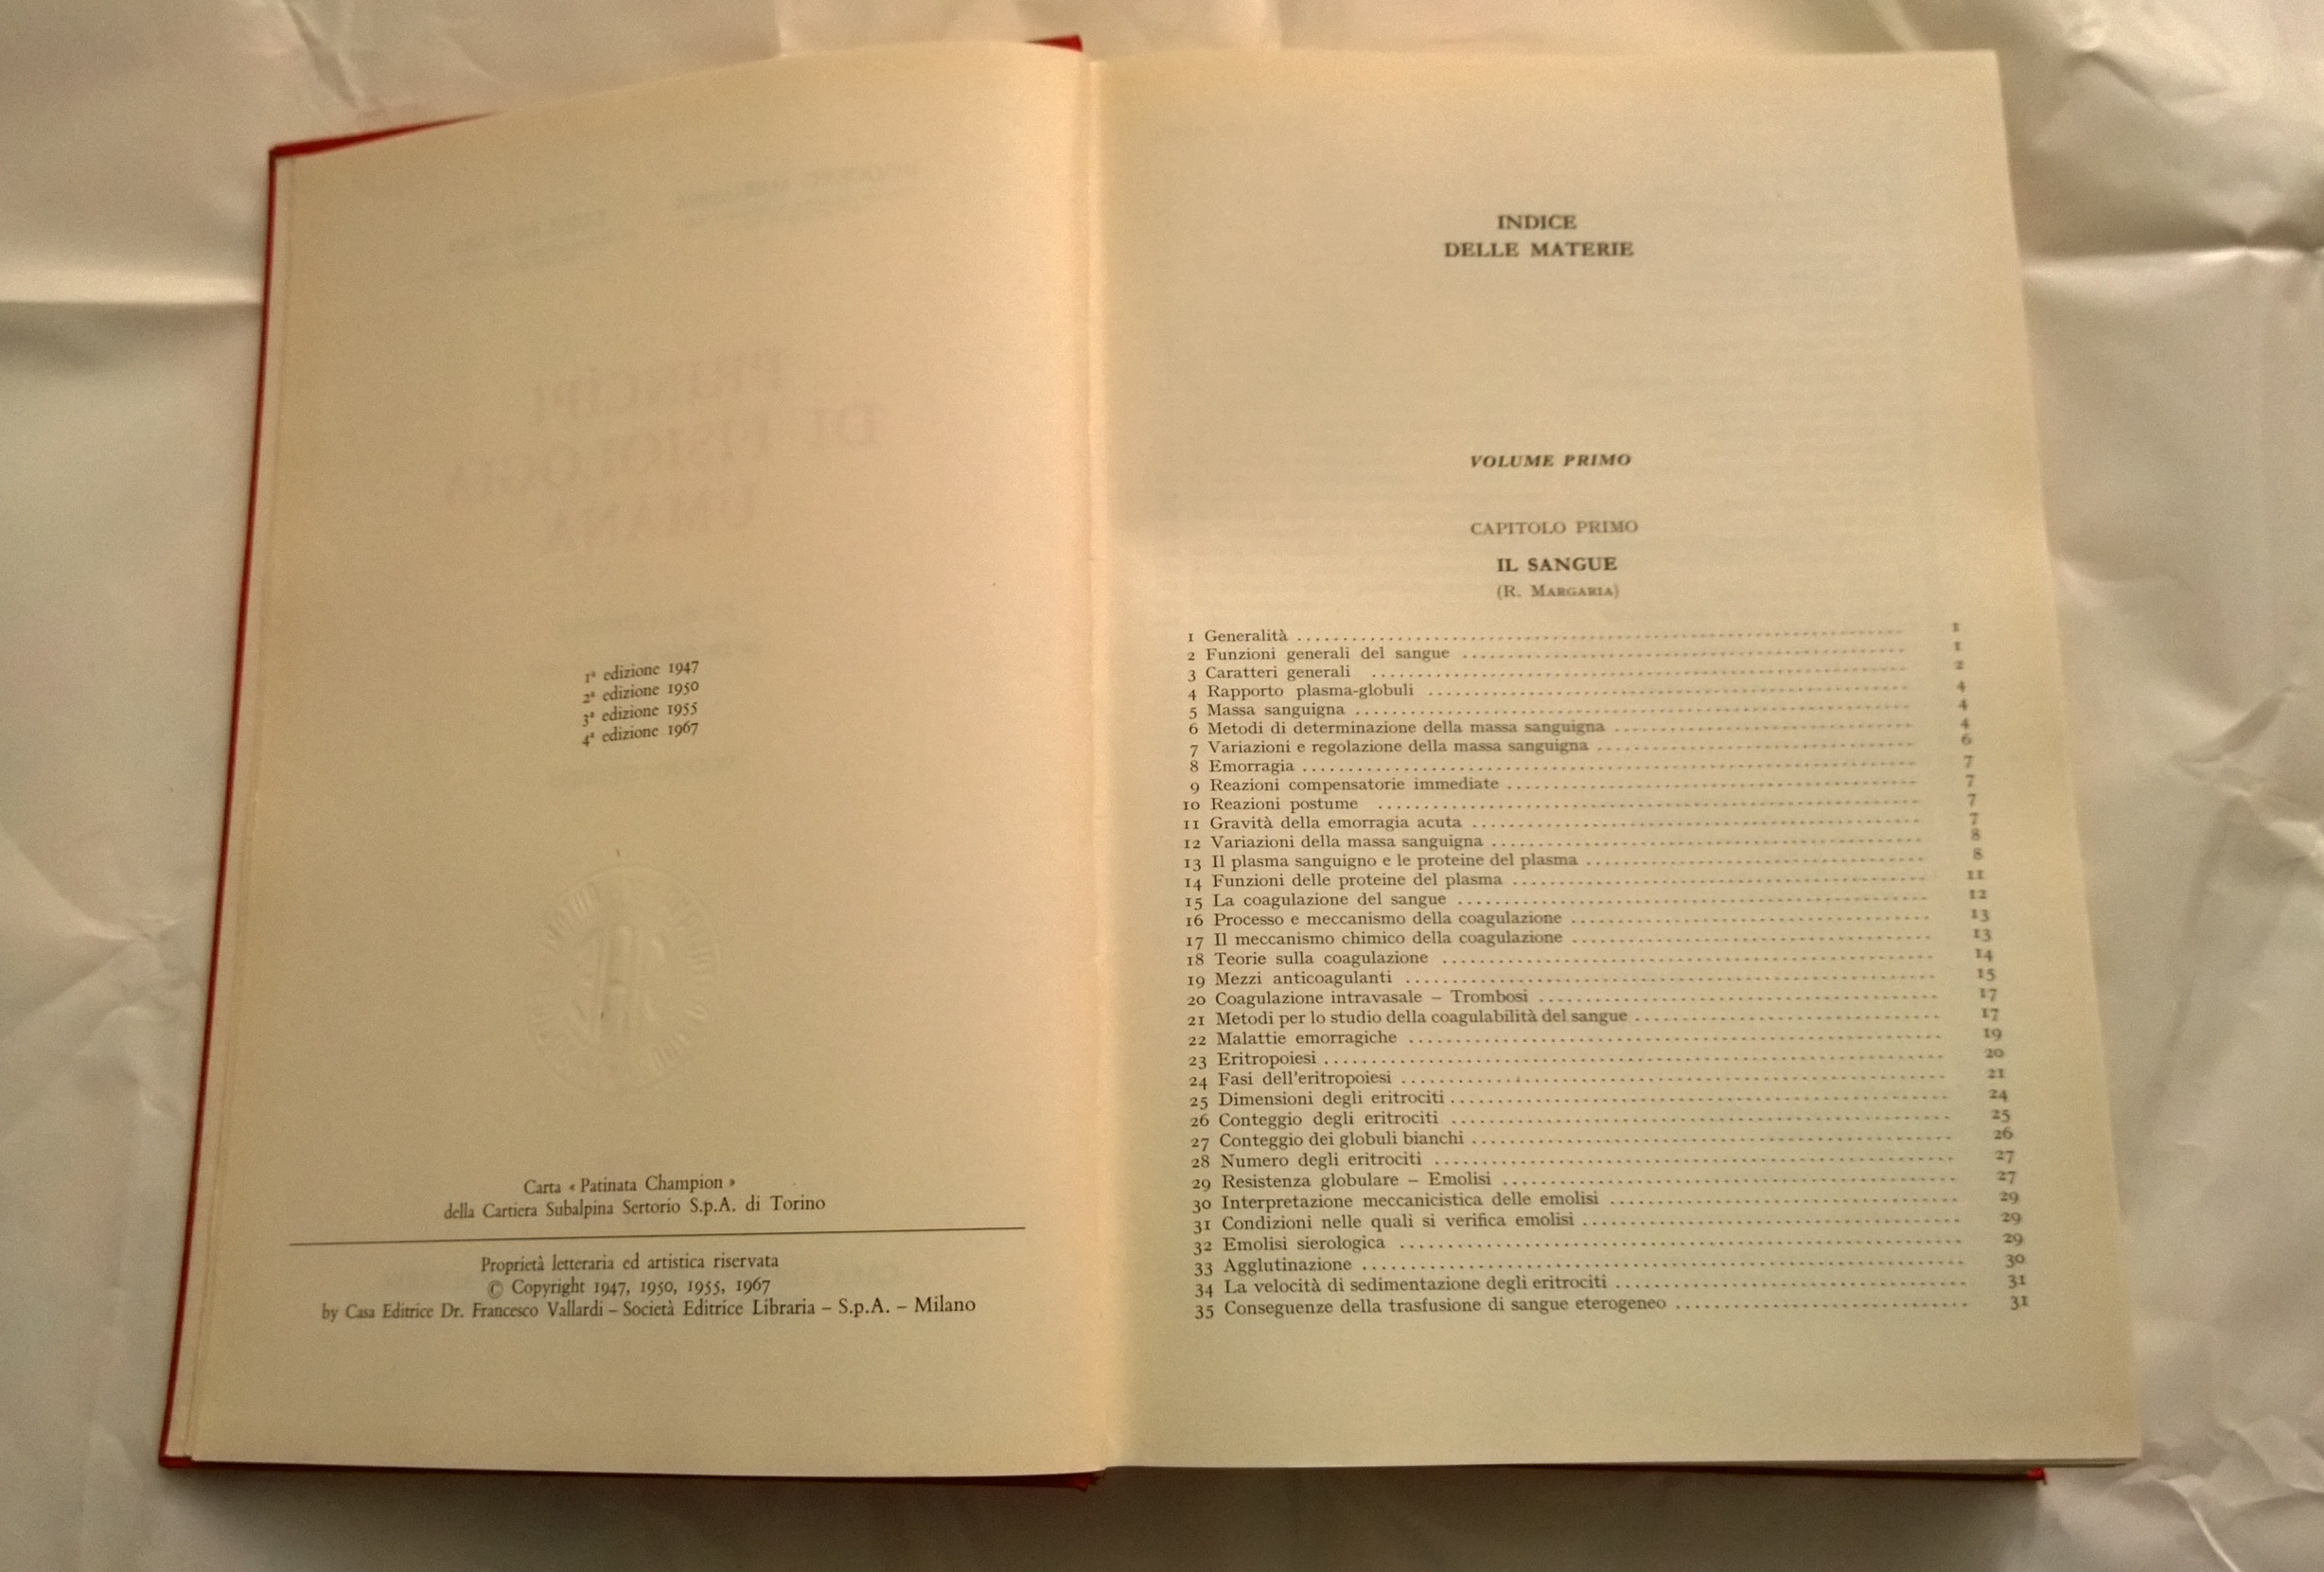 1ª edizione 1947
2ª edizione 1950
3ª edizione 1955
4ª edizione 1967
Carta « Patinata Champion »
della Cartiera Subalpina Sertorio S.p.A. di Torino
Proprietà letteraria ed artistica riservata
© Copyright 1947, 1950, 1955, 1967
by Casa Editrice Dr. Francesco Vallardi – Società Editrice Libraria – S.p.A. – Milano
INDICE
DELLE MATERIE
VOLUME PRIMO
CAPITOLO PRIMO
IL SANGUE
(R. MARGARIA)
1 Generalità 1
2 Funzioni generali del sangue 1
3 Caratteri generali 2
4 Rapporto plasma-globuli 4
5 Massa sanguigna 4
6 Metodi di determinazione della massa sanguigna 4
7 Variazioni e regolazione della massa sanguigna 6
8 Emorragia 7
9 Reazioni compensatorie immediate 7
10 Reazioni postume 7
11 Gravità della emorragia acuta 7
12 Variazioni della massa sanguigna 8
13 Il plasma sanguigno e le proteine del plasma 8
14 Funzioni delle proteine del plasma 11
15 La coagulazione del sangue 12
16 Processo e meccanismo della coagulazione 13
17 Il meccanismo chimico della coagulazione 13
18 Teorie sulla coagulazione 14
19 Mezzi anticoagulanti 15
20 Coagulazione intravasale – Trombosi 17
21 Metodi per lo studio della coagulabilità del sangue 17
22 Malattie emorragiche 19
23 Eritropoiesi 20
24 Fasi dell'eritropoiesi 21
25 Dimensioni degli eritrociti 24
26 Conteggio degli eritrociti 25
27 Conteggio dei globuli bianchi 26
28 Numero degli eritrociti 27
29 Resistenza globulare – Emolisi 27
30 Interpretazione meccanicistica delle emolisi 29
31 Condizioni nelle quali si verifica emolisi 29
32 Emolisi sierologica 29
33 Agglutinazione 30
34 La velocità di sedimentazione degli eritrociti 31
35 Conseguenze della trasfusione di sangue eterogeneo 31